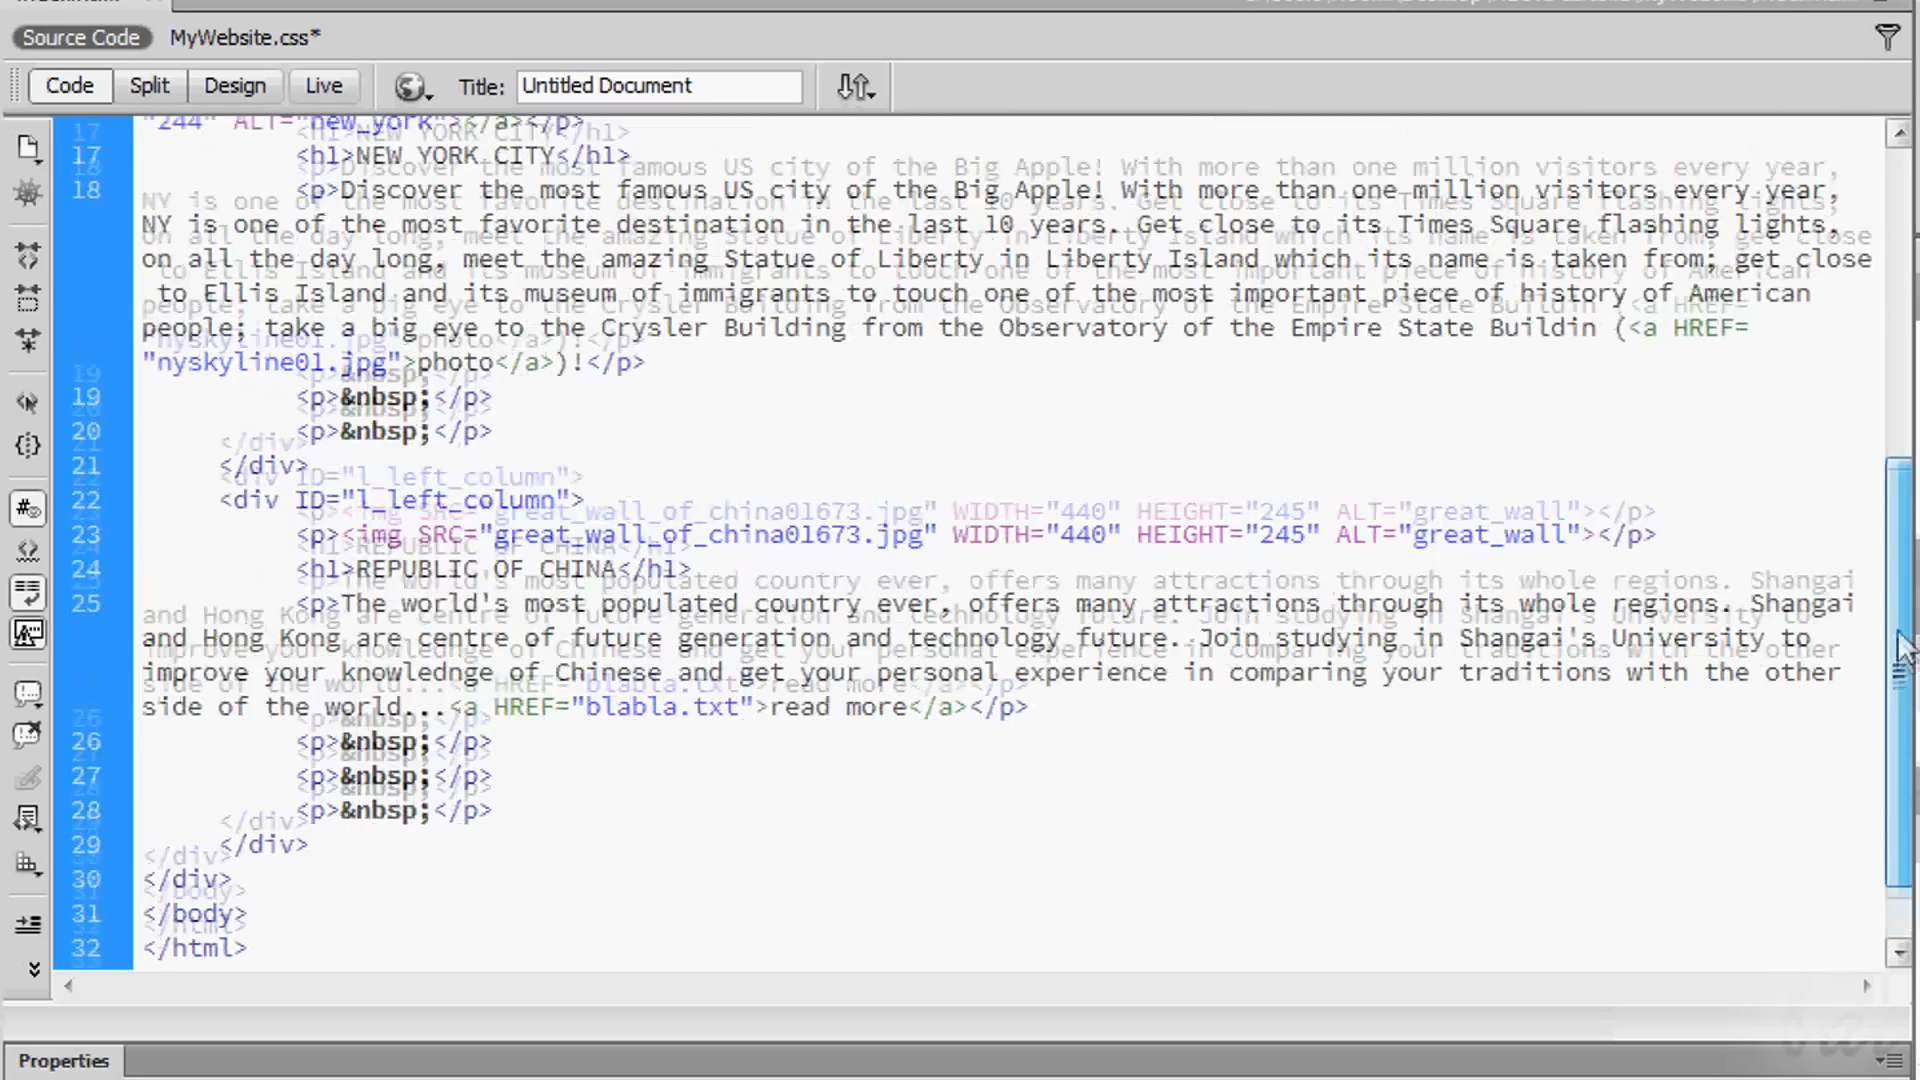 Source Code MyWebsite.css*
Code Split Design Live Title: Untitled Document
"244" ALT="new_york"></a></p>
17 <h1>NEW YORK CITY</h1>
18 <p>Discover the most famous US city of the Big Apple! With more than one million visitors every year,
NY is one of the most favorite destination in the last 10 years. Get close to its Times Square flashing lights,
on all the day long, meet the amazing Statue of Liberty in Liberty Island which its name is taken from; get close
to Ellis Island and its museum of immigrants to touch one of the most important piece of history of American
people; take a big eye to the Crysler Building from the Observatory of the Empire State Buildin (<a HREF=
"nyskyline01.jpg">photo</a>)!</p>
19 <p>&nbsp;</p>
20 <p>&nbsp;</p>
21 </div>
22 <div ID="l_left_column">
23 <p><img SRC="great_wall_of_china01673.jpg" WIDTH="440" HEIGHT="245" ALT="great_wall"></p>
24 <h1>REPUBLIC OF CHINA</h1>
25 <p>The world's most populated country ever, offers many attractions through its whole regions. Shangai
and Hong Kong are centre of future generation and technology future. Join studying in Shangai's University to
improve your knowlednge of Chinese and get your personal experience in comparing your traditions with the other
side of the world...<a HREF="blabla.txt">read more</a></p>
26 <p>&nbsp;</p>
27 <p>&nbsp;</p>
28 <p>&nbsp;</p>
29 </div>
30 </div>
31 </body>
32 </html>
Properties